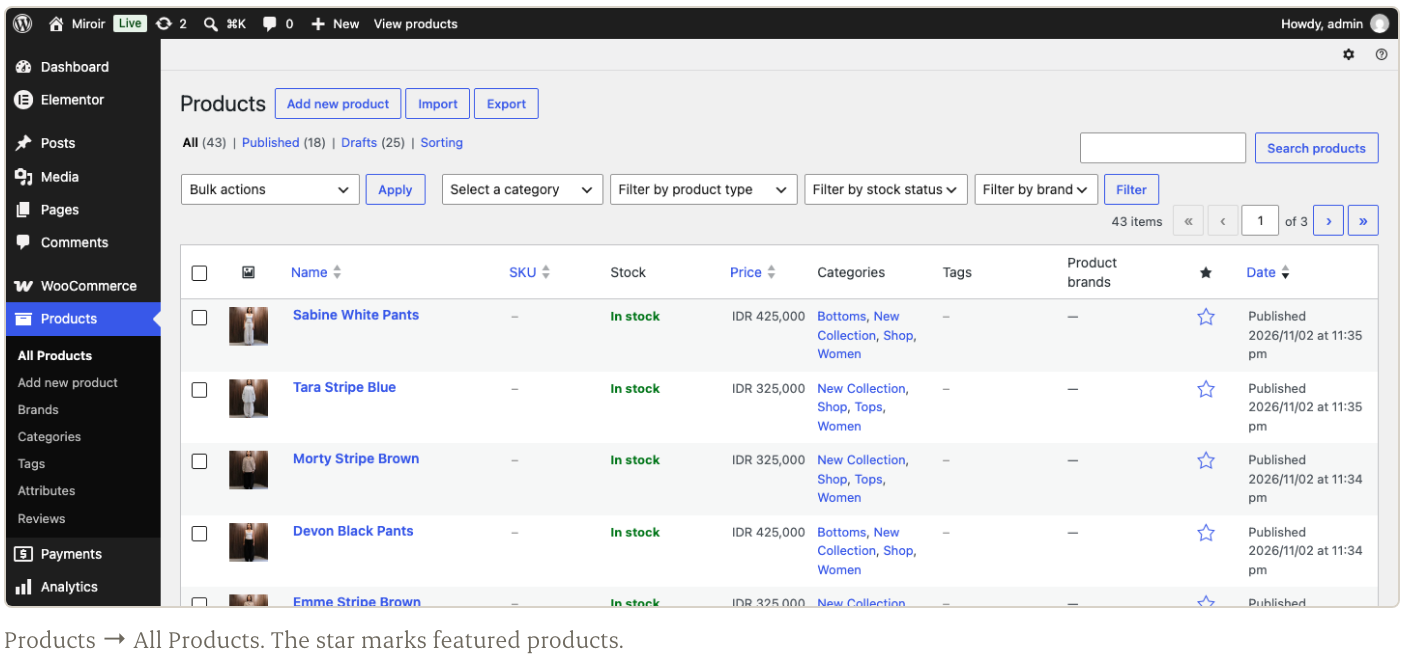 Miroir Live 2 ⌘K 0 New View products Howdy, admin
Dashboard
Elementor
Posts
Media
Pages
Comments
WooCommerce
Products
All Products
Add new product
Brands
Categories
Tags
Attributes
Reviews
Payments
Analytics
Products Add new product Import Export
All (43) | Published (18) | Drafts (25) | Sorting
Search products
Bulk actions Apply Select a category Filter by product type Filter by stock status Filter by brand Filter
43 items « ‹ 1 of 3 › »
Name SKU Stock Price Categories Tags Product brands Date
Sabine White Pants – In stock IDR 425,000 Bottoms, New Collection, Shop, Women – — Published 2026/11/02 at 11:35 pm
Tara Stripe Blue – In stock IDR 325,000 New Collection, Shop, Tops, Women – — Published 2026/11/02 at 11:35 pm
Morty Stripe Brown – In stock IDR 325,000 New Collection, Shop, Tops, Women – — Published 2026/11/02 at 11:34 pm
Devon Black Pants – In stock IDR 425,000 Bottoms, New Collection, Shop, Women – — Published 2026/11/02 at 11:34 pm
Emme Stripe Brown – In stock IDR 325,000 New Collection – — Published
Products → All Products. The star marks featured products.